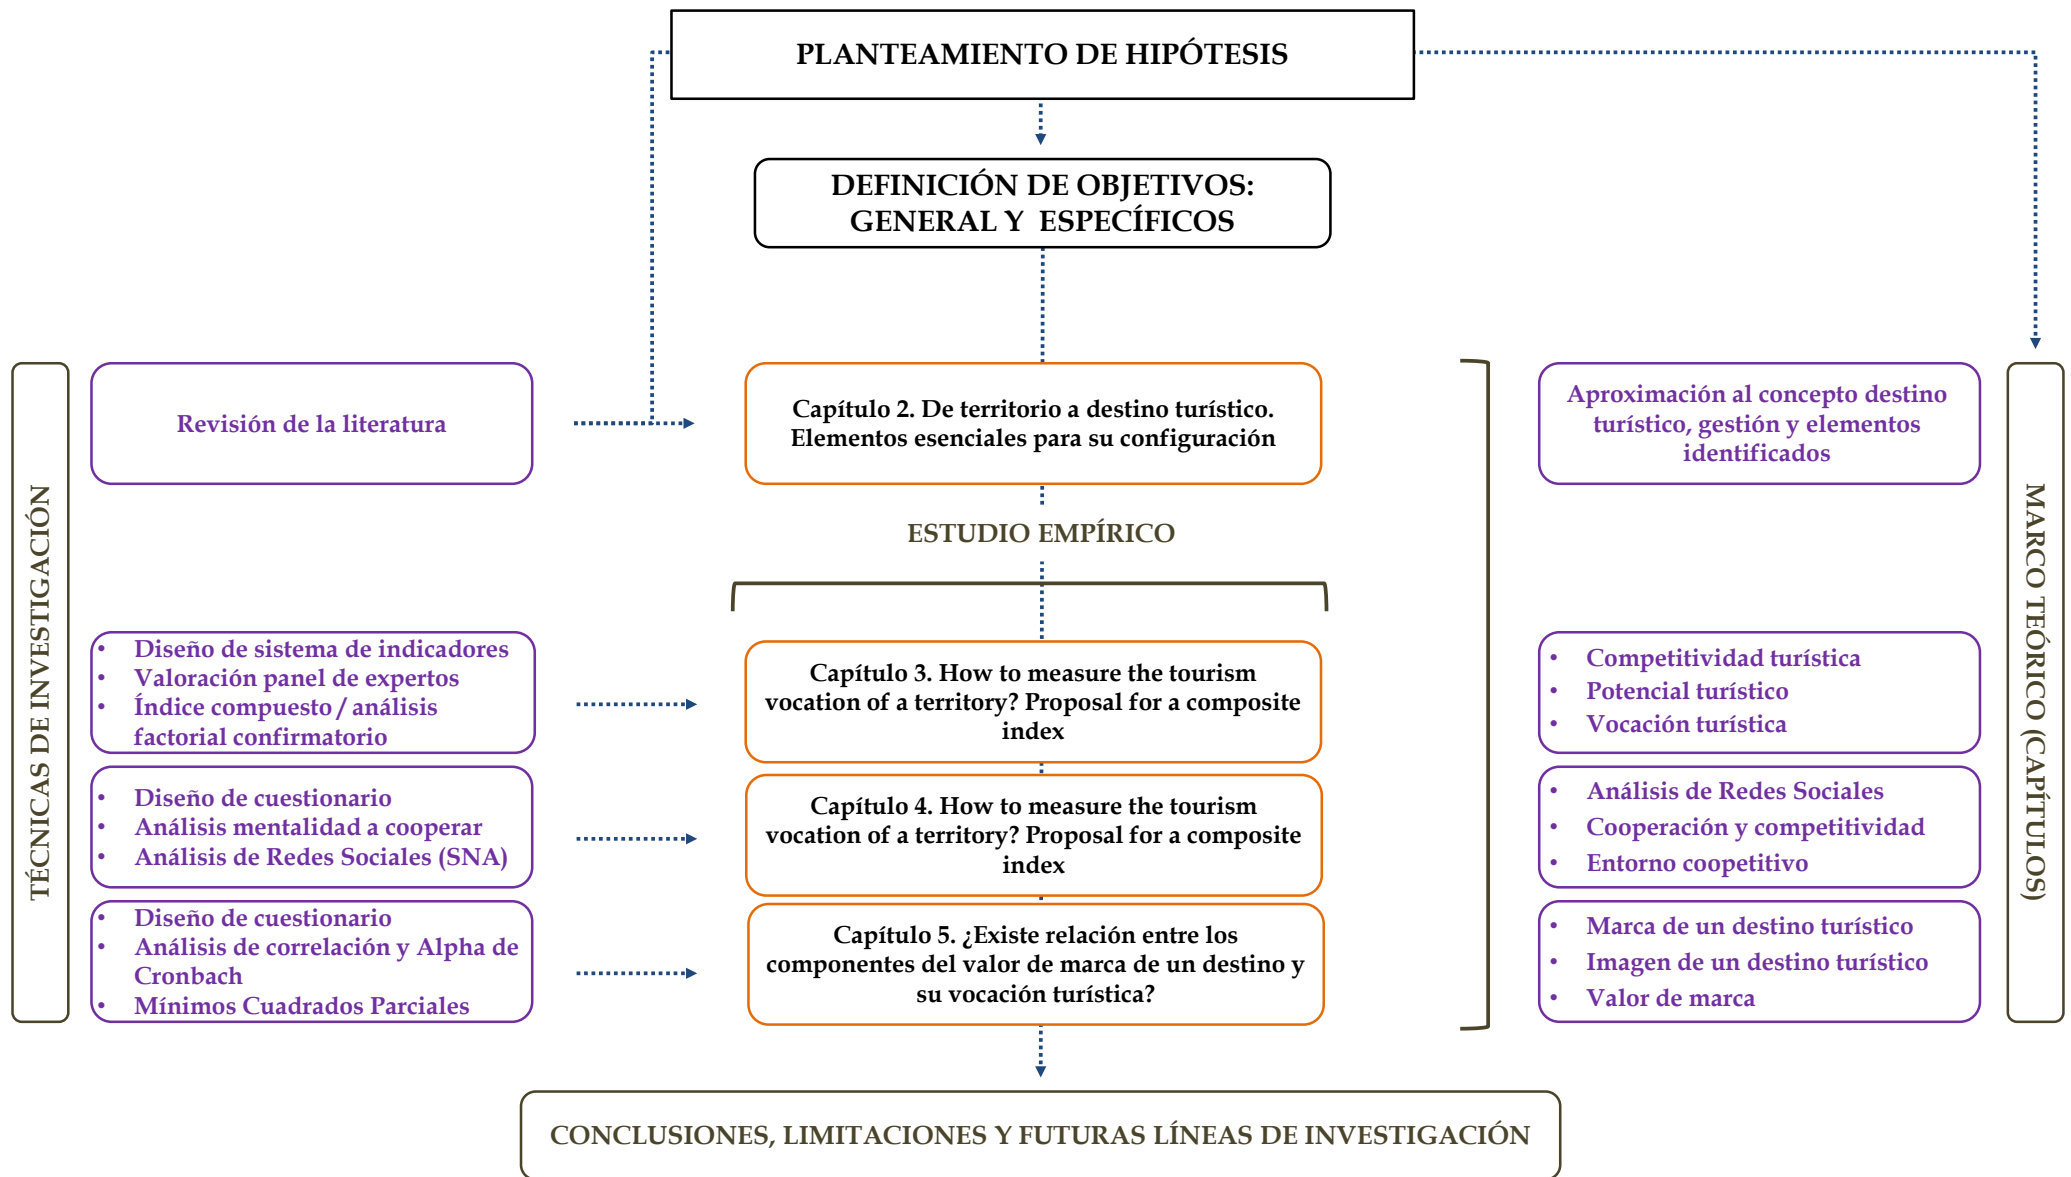 PLANTEAMIENTO DE HIPÓTESIS
DEFINICIÓN DE OBJETIVOS:
GENERAL Y ESPECÍFICOS
TÉCNICAS DE INVESTIGACIÓN
Revisión de la literatura
Capítulo 2. De territorio a destino turístico.
Elementos esenciales para su configuración
Aproximación al concepto destino
turístico, gestión y elementos
identificados
MARCO TEÓRICO (CAPÍTULOS)
ESTUDIO EMPÍRICO
• Diseño de sistema de indicadores
• Valoración panel de expertos
• Índice compuesto / análisis
factorial confirmatorio
Capítulo 3. How to measure the tourism
vocation of a territory? Proposal for a composite
index
• Competitividad turística
• Potencial turístico
• Vocación turística
• Diseño de cuestionario
• Análisis mentalidad a cooperar
• Análisis de Redes Sociales (SNA)
Capítulo 4. How to measure the tourism
vocation of a territory? Proposal for a composite
index
• Análisis de Redes Sociales
• Cooperación y competitividad
• Entorno coopetitivo
• Diseño de cuestionario
• Análisis de correlación y Alpha de
Cronbach
• Mínimos Cuadrados Parciales
Capítulo 5. ¿Existe relación entre los
componentes del valor de marca de un destino y
su vocación turística?
• Marca de un destino turístico
• Imagen de un destino turístico
• Valor de marca
CONCLUSIONES, LIMITACIONES Y FUTURAS LÍNEAS DE INVESTIGACIÓN